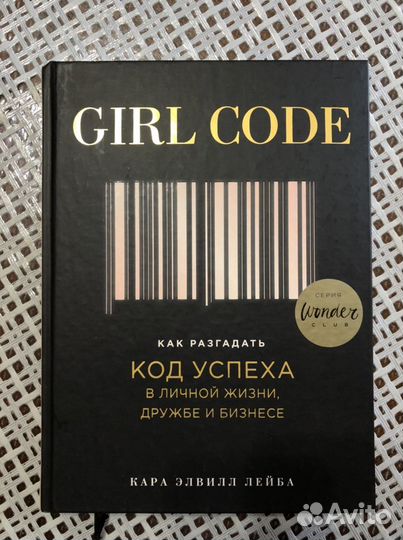 GIRL CODE
СЕРИЯ
Wonder
CLUB
КАК РАЗГАДАТЬ
КОД УСПЕХА
В ЛИЧНОЙ ЖИЗНИ,
ДРУЖБЕ И БИЗНЕСЕ
КАРА ЭЛВИЛЛ ЛЕЙБА
Avito